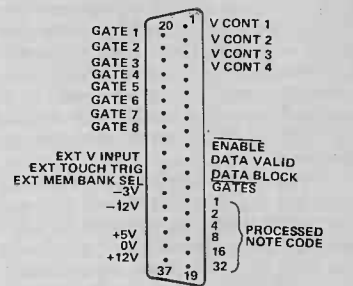 20 1
GATE 1
GATE 2
GATE 3
GATE 4
GATE 5
GATE 6
GATE 7
GATE 8
EXT V INPUT
EXT TOUCH TRIG
EXT MEM BANK SEL
-3V
-12V
+5V
0V
+12V
V CONT 1
V CONT 2
V CONT 3
V CONT 4
ENABLE
DATA VALID
DATA BLOCK
GATES
1
2
4
8
16
32
PROCESSED
NOTE CODE
37 19